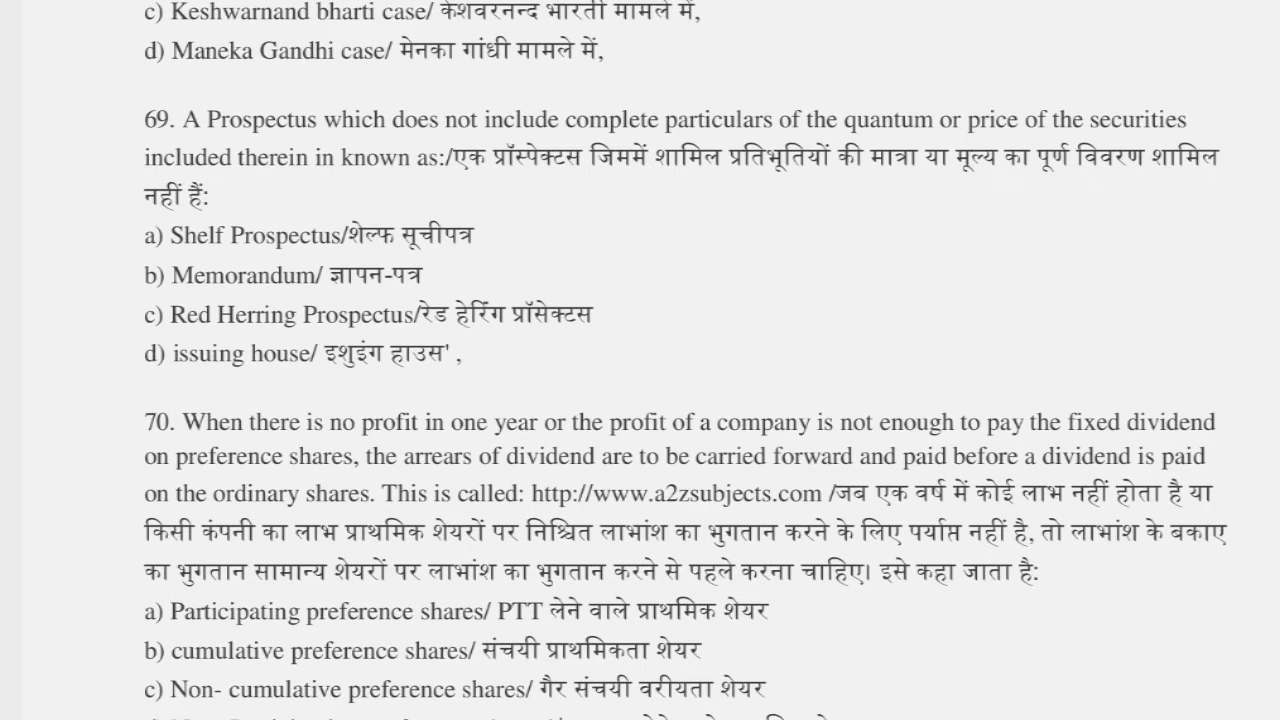 c) Keshwarnand bharti case/ केशवरनन्द भारती मामले में,
d) Maneka Gandhi case/ मेनका गांधी मामले में,
69. A Prospectus which does not include complete particulars of the quantum or price of the securities
included therein in known as:/एक प्रॉस्पेक्टस जिममें शामिल प्रतिभूतियों की मात्रा या मूल्य का पूर्ण विवरण शामिल
नहीं हैं:
a) Shelf Prospectus/शेल्फ सूचीपत्र
b) Memorandum/ ज्ञापन-पत्र
c) Red Herring Prospectus/रेड हेरिंग प्रॉसेक्टस
d) issuing house/ इशुइंग हाउस' ,
70. When there is no profit in one year or the profit of a company is not enough to pay the fixed dividend
on preference shares, the arrears of dividend are to be carried forward and paid before a dividend is paid
on the ordinary shares. This is called: http://www.a2zsubjects.com /जब एक वर्ष में कोई लाभ नहीं होता है या
किसी कंपनी का लाभ प्राथमिक शेयरों पर निश्चित लाभांश का भुगतान करने के लिए पर्याप्त नहीं है, तो लाभांश के बकाए
का भुगतान सामान्य शेयरों पर लाभांश का भुगतान करने से पहले करना चाहिए। इसे कहा जाता है:
a) Participating preference shares/ PTT लेने वाले प्राथमिक शेयर
b) cumulative preference shares/ संचयी प्राथमिकता शेयर
c) Non- cumulative preference shares/ गैर संचयी वरीयता शेयर